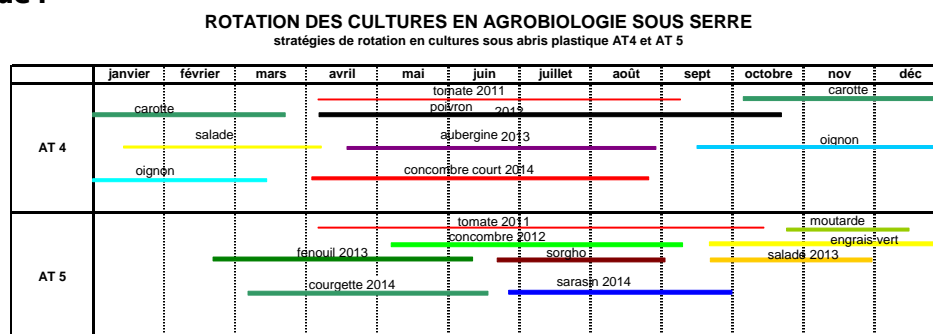 ROTATION DES CULTURES EN AGROBIOLOGIE SOUS SERRE
stratégies de rotation en cultures sous abris plastique AT4 et AT 5
janvier février mars avril mai juin juillet août sept octobre nov déc
tomate 2011 carotte
carotte poivron 2012
salade aubergine 2013 oignon
AT 4
oignon concombre court 2014
tomate 2011 moutarde
concombre 2012 engrais-vert
fenouil 2013 sorgho salade 2013
AT 5
courgette 2014 sarasin 2014